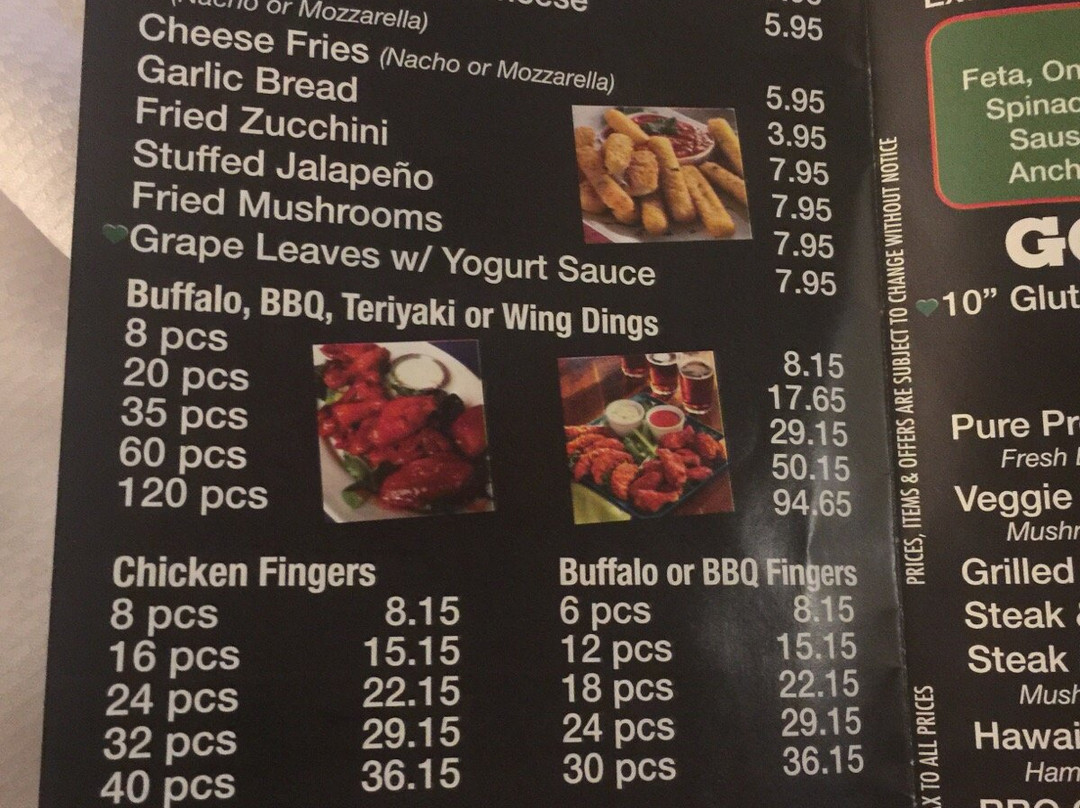 (Nacho or Mozzarella) 5.95
Cheese Fries (Nacho or Mozzarella) 5.95
Garlic Bread 3.95
Fried Zucchini 7.95
Stuffed Jalapeño 7.95
Fried Mushrooms 7.95
Grape Leaves w/ Yogurt Sauce 7.95
Buffalo, BBQ, Teriyaki or Wing Dings
8 pcs 8.15
20 pcs 17.65
35 pcs 29.15
60 pcs 50.15
120 pcs 94.65
Chicken Fingers
8 pcs 8.15
16 pcs 15.15
24 pcs 22.15
32 pcs 29.15
40 pcs 36.15
Buffalo or BBQ Fingers
6 pcs 8.15
12 pcs 15.15
18 pcs 22.15
24 pcs 29.15
30 pcs 36.15
PRICES, ITEMS & OFFERS ARE SUBJECT TO CHANGE WITHOUT NOTICE
X TO ALL PRICES
Feta, On
Spinac
Saus
Anch
GO
10” Glut
Pure Pr
Fresh
Veggie
Mushr
Grilled
Steak &
Steak
Mush
Hawai
Ham
BBQ